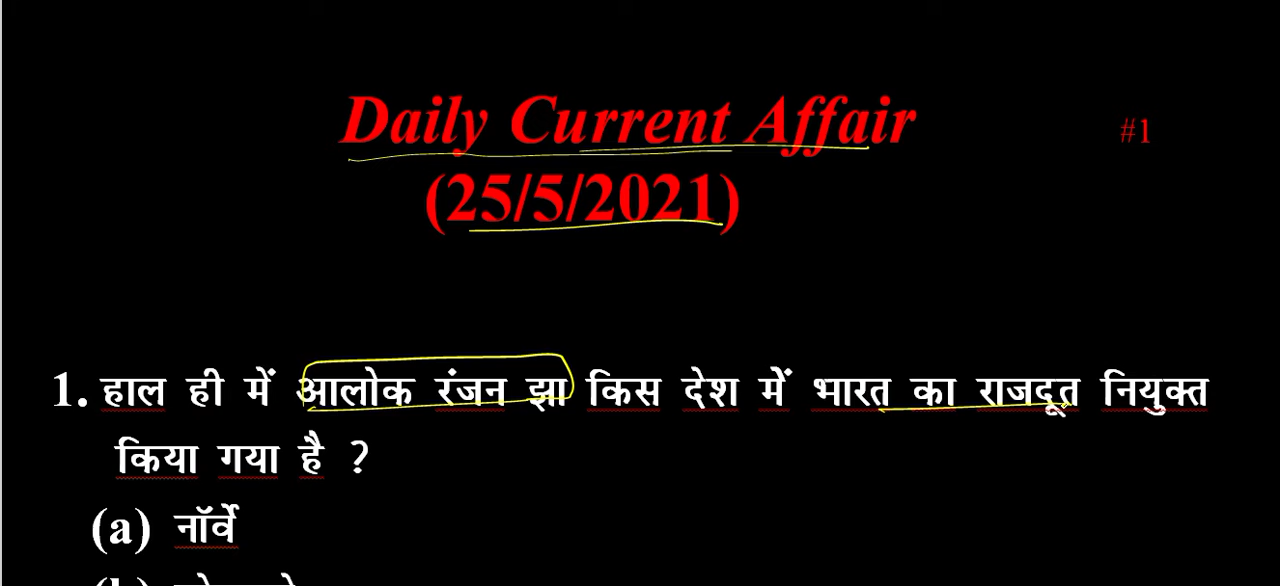 Daily Current Affair
#1
(25/5/2021)
1. हाल ही में आलोक रंजन झा किस देश में भारत का राजदूत नियुक्त
किया गया है ?
(a) नॉर्वे